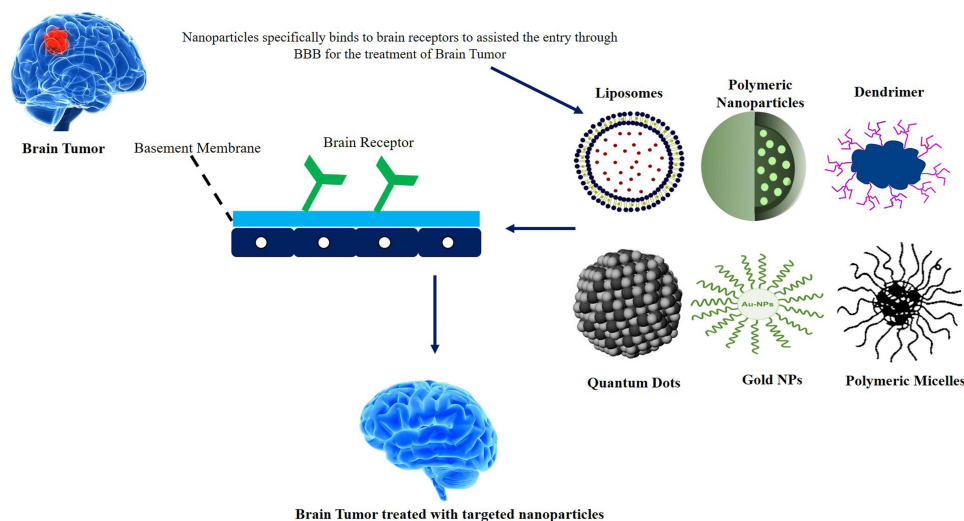 Nanoparticles specifically binds to brain receptors to assisted the entry through
BBB for the treatment of Brain Tumor
Liposomes
Polymeric
Nanoparticles
Dendrimer
Brain Tumor
Basement Membrane
Brain Receptor
Au-NPs
Quantum Dots
Gold NPs
Polymeric Micelles
Brain Tumor treated with targeted nanoparticles